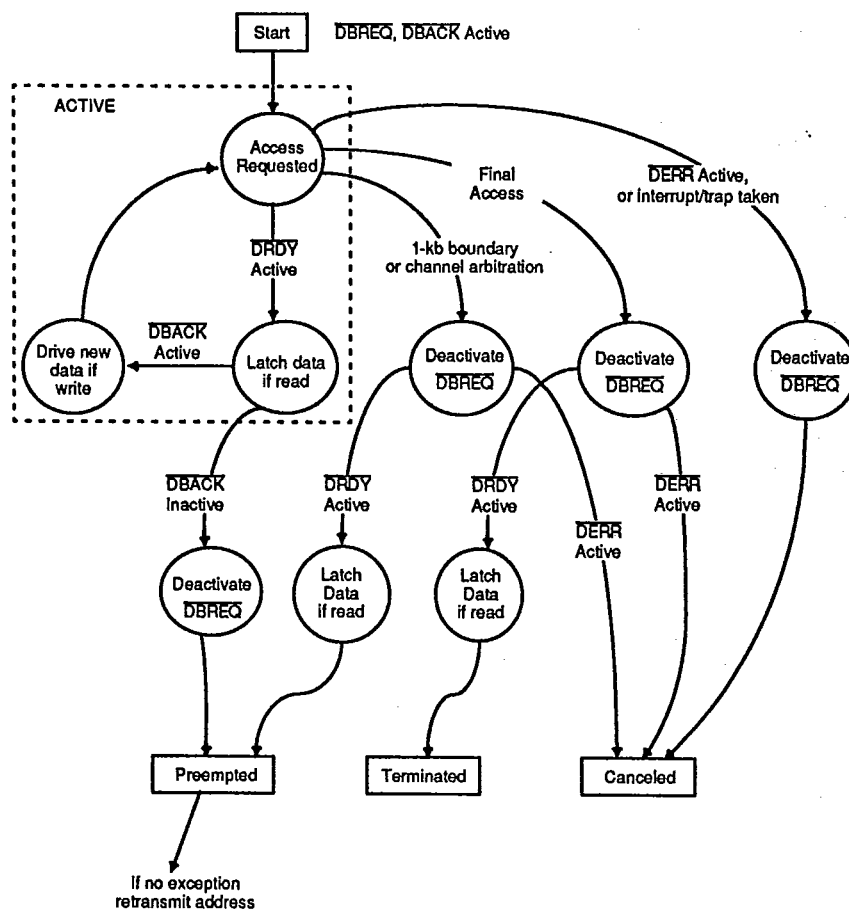 Start
DBREQ, DBACK Active
ACTIVE
Access
Requested
Final
Access
DERR Active,
or interrupt/trap taken
DRDY
Active
1-kb boundary
or channel arbitration
Drive new
data if
write
DBACK
Active
Latch data
if read
Deactivate
DBREQ
Deactivate
DBREQ
Deactivate
DBREQ
DBACK
Inactive
DRDY
Active
DRDY
Active
DERR
Active
DERR
Active
Deactivate
DBREQ
Latch
Data
if read
Latch
Data
if read
Preempted
Terminated
Canceled
If no exception
retransmit address